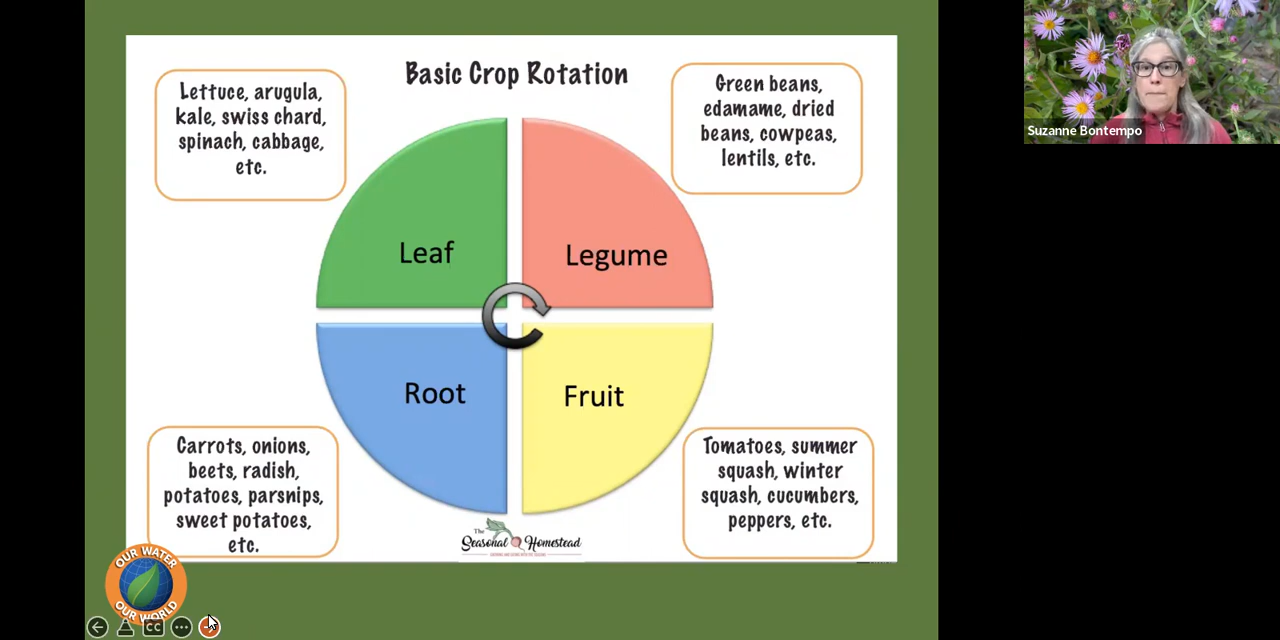 Basic Crop Rotation
Lettuce, arugula,
kale, swiss chard,
spinach, cabbage,
etc.
Green beans,
edamame, dried
beans, cowpeas,
lentils, etc.
Leaf
Legume
Root
Fruit
Carrots, onions,
beets, radish,
potatoes, parsnips,
sweet potatoes,
etc.
Tomatoes, summer
squash, winter
squash, cucumbers,
peppers, etc.
The
Seasonal Homestead
OUR WATER
OUR WORLD
CC
Suzanne Bontempo